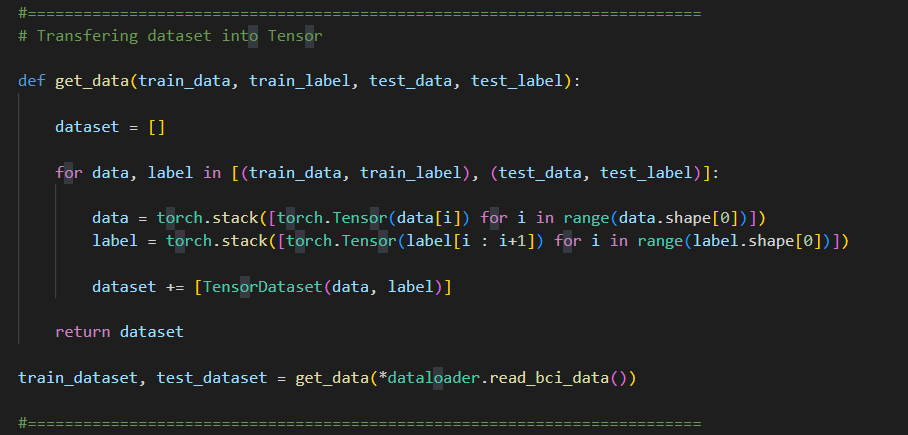 #=========================================================================
# Transfering dataset into Tensor
def get_data(train_data, train_label, test_data, test_label):
dataset = []
for data, label in [(train_data, train_label), (test_data, test_label)]:
data = torch.stack([torch.Tensor(data[i]) for i in range(data.shape[0])])
label = torch.stack([torch.Tensor(label[i : i+1]) for i in range(label.shape[0])])
dataset += [TensorDataset(data, label)]
return dataset
train_dataset, test_dataset = get_data(*dataloader.read_bci_data())
#=========================================================================